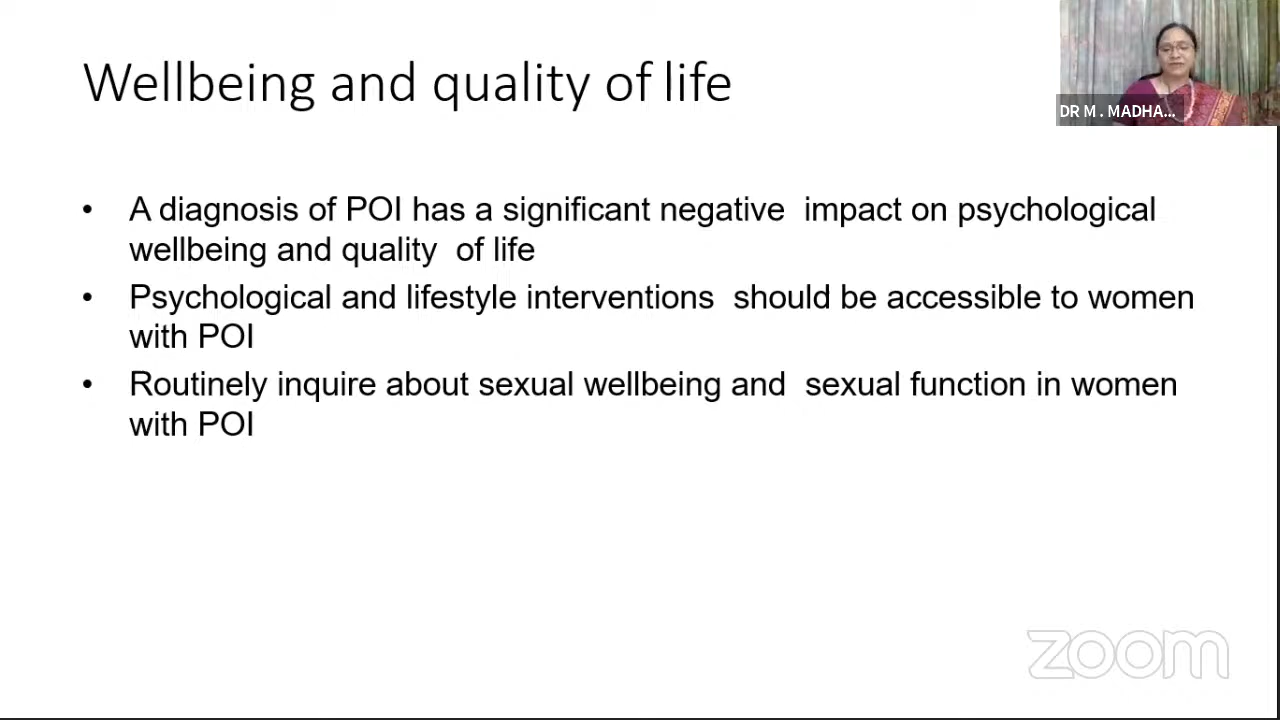 Wellbeing and quality of life
DR M . MADHA...
• A diagnosis of POI has a significant negative impact on psychological
wellbeing and quality of life
• Psychological and lifestyle interventions should be accessible to women
with POI
• Routinely inquire about sexual wellbeing and sexual function in women
with POI
zoom